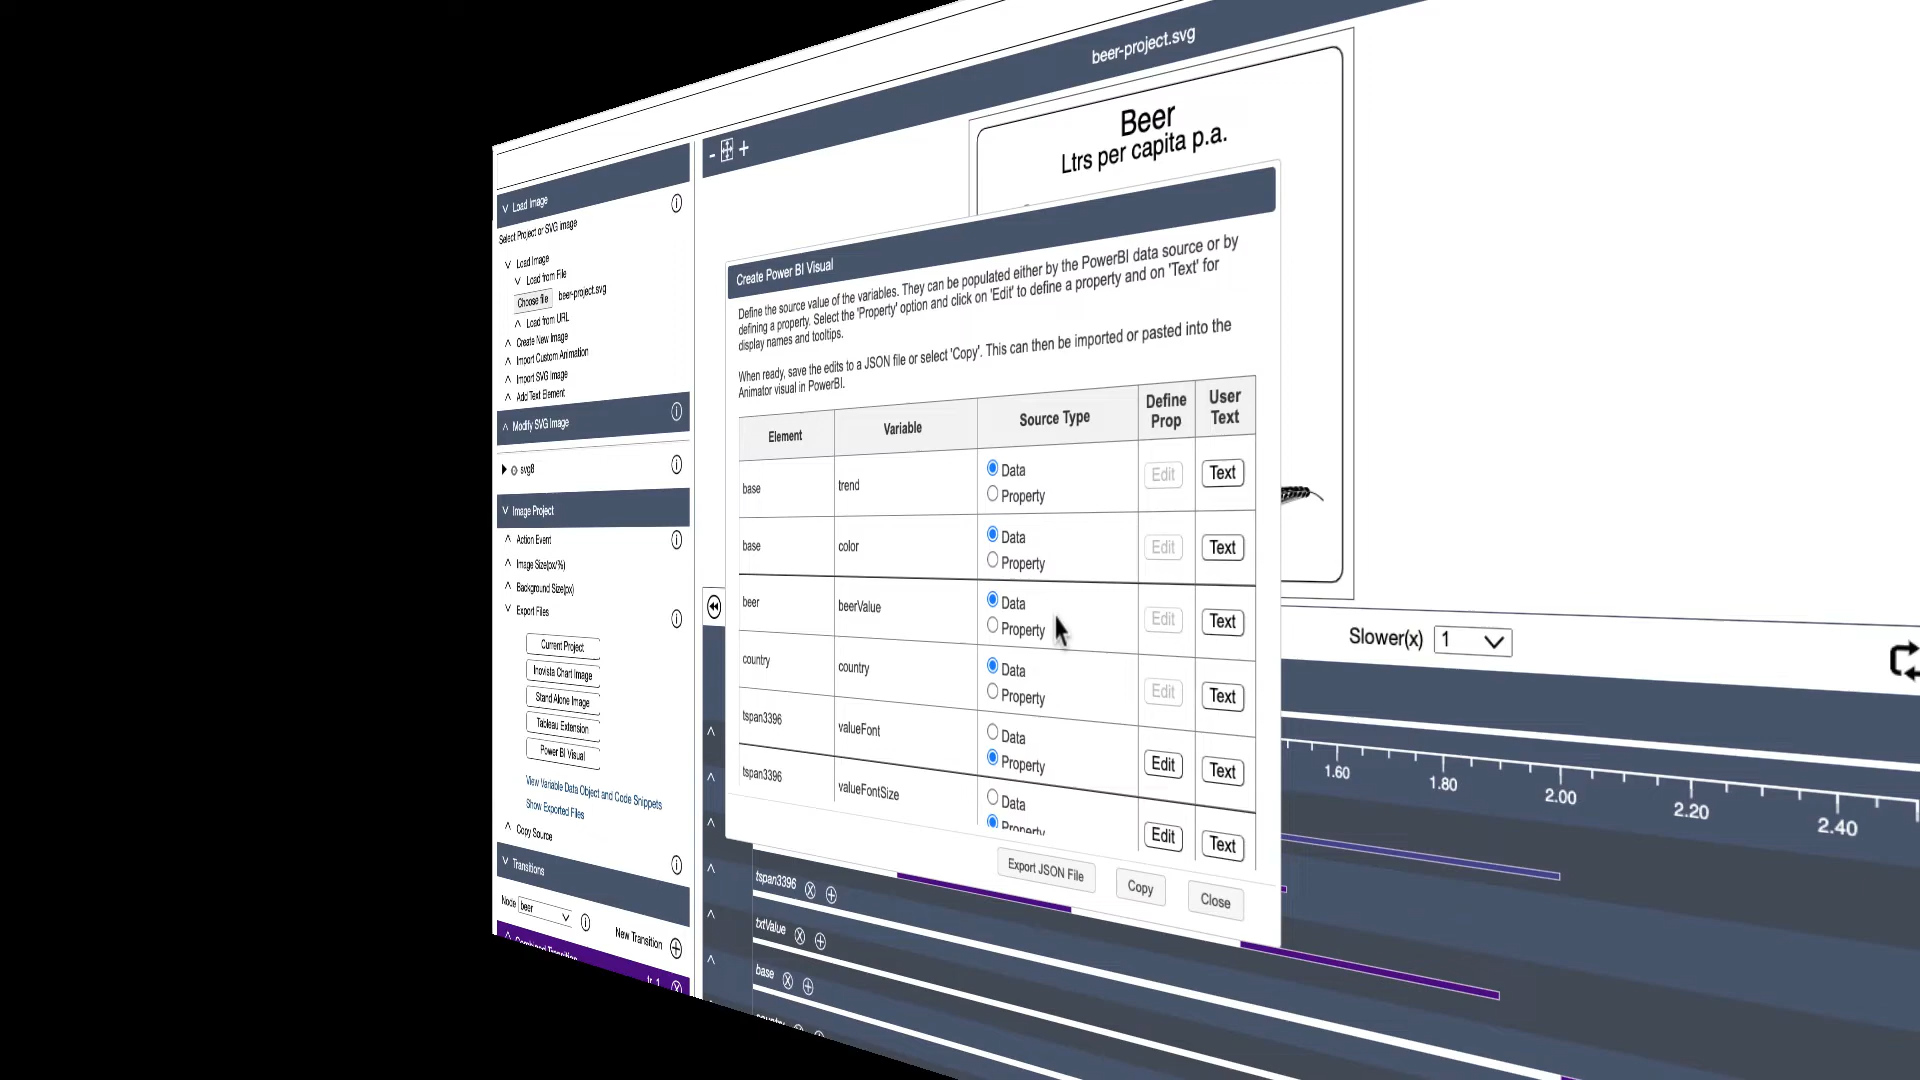 beer-project.svg
Load Image
Select Project or SVG image
Load Image
Load from File
Choose file beer-project.svg
Load from URL
Create New Image
Import Custom Animation
Import SVG Image
Add Text Element
Modify SVG Image
svg8
Image Project
Action Event
Image Size(px/%)
Background Size(px)
Export Files
Current Project
Inovista Chart Image
Stand Alone Image
Tableau Extension
Power BI Visual
View Variable Data Object and Code Snippets
Show Exported Files
Copy Source
Transitions
Node beer
New Transition
Combined Transition
tr_1
- +
Beer
Ltrs per capita p.a.
Create Power BI Visual
Define the source value of the variables. They can be populated either by the PowerBI data source or by
defining a property. Select the 'Property' option and click on 'Edit' to define a property and on 'Text' for
display names and tooltips.
When ready, save the edits to a JSON file or select 'Copy'. This can then be imported or pasted into the
Animator visual in PowerBI.
Element Variable Source Type Define Prop User Text
base trend Data Property Edit Text
base color Data Property Edit Text
beer beerValue Data Property Edit Text
country country Data Property Edit Text
tspan3396 valueFont Data Property Edit Text
tspan3396 valueFontSize Data Property Edit Text
Export JSON File Copy Close
Slower(x) 1
1.60 1.80 2.00 2.20 2.40
tspan3396
txtValue
base
country